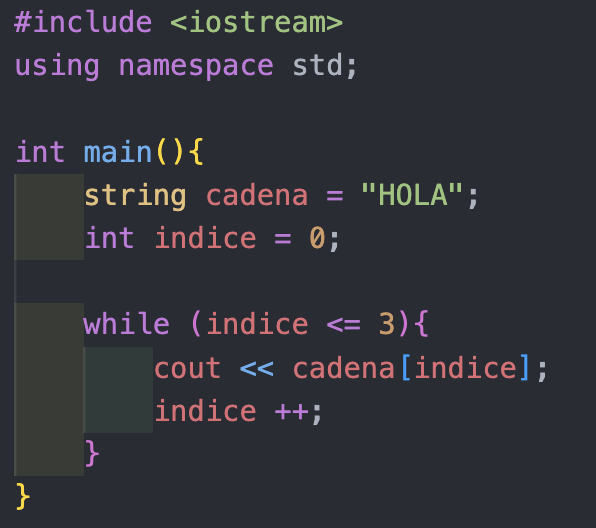 #include <iostream>
using namespace std;

int main(){
    string cadena = "HOLA";
    int indice = 0;

    while (indice <= 3){
        cout << cadena[indice];
        indice ++;
    }
}